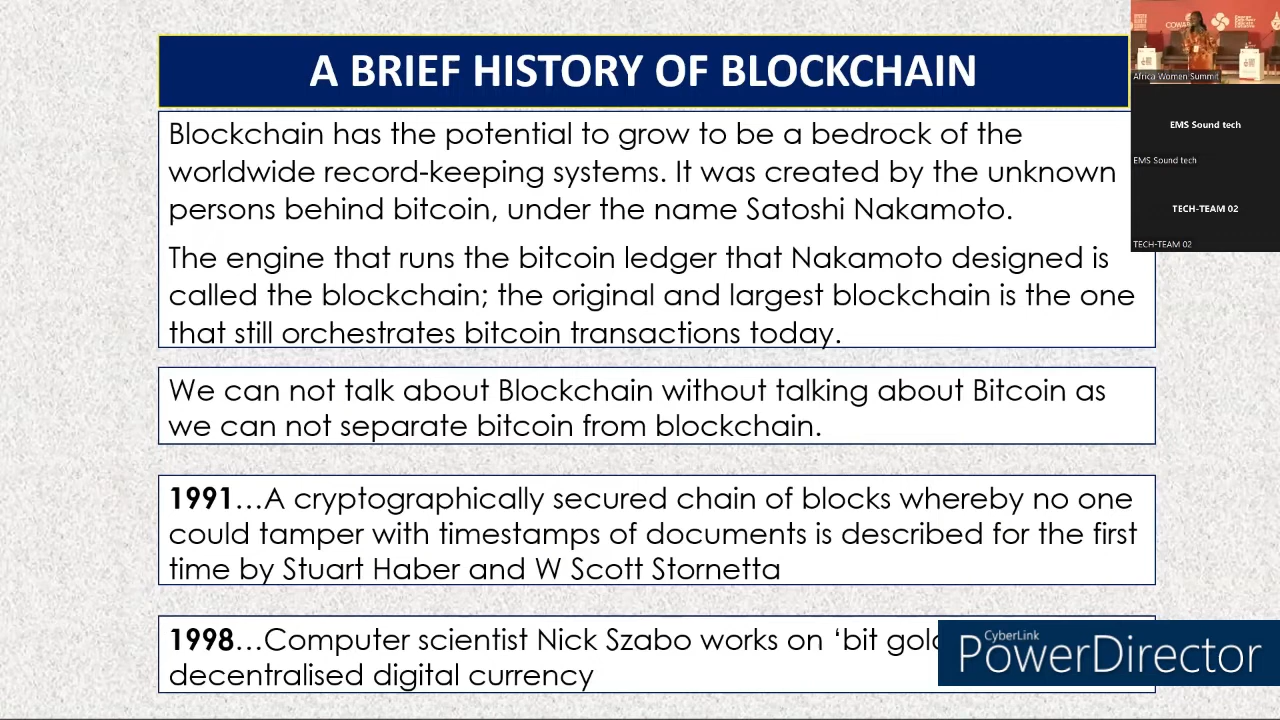 A BRIEF HISTORY OF BLOCKCHAIN
Blockchain has the potential to grow to be a bedrock of the
worldwide record-keeping systems. It was created by the unknown
persons behind bitcoin, under the name Satoshi Nakamoto.
The engine that runs the bitcoin ledger that Nakamoto designed is
called the blockchain; the original and largest blockchain is the one
that still orchestrates bitcoin transactions today.
We can not talk about Blockchain without talking about Bitcoin as
we can not separate bitcoin from blockchain.
1991…A cryptographically secured chain of blocks whereby no one
could tamper with timestamps of documents is described for the first
time by Stuart Haber and W Scott Stornetta
1998…Computer scientist Nick Szabo works on ‘bit gol
decentralised digital currency
Africa Women Summit
EMS Sound tech
EMS Sound tech
TECH-TEAM 02
TECH-TEAM 02
CyberLink
PowerDirector